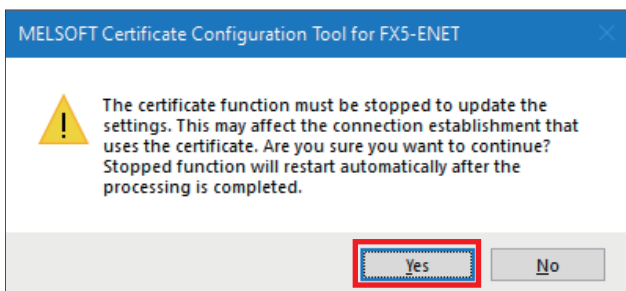 MELSOFT Certificate Configuration Tool for FX5-ENET
The certificate function must be stopped to update the
settings. This may affect the connection establishment that
uses the certificate. Are you sure you want to continue?
Stopped function will restart automatically after the
processing is completed.
Yes
No